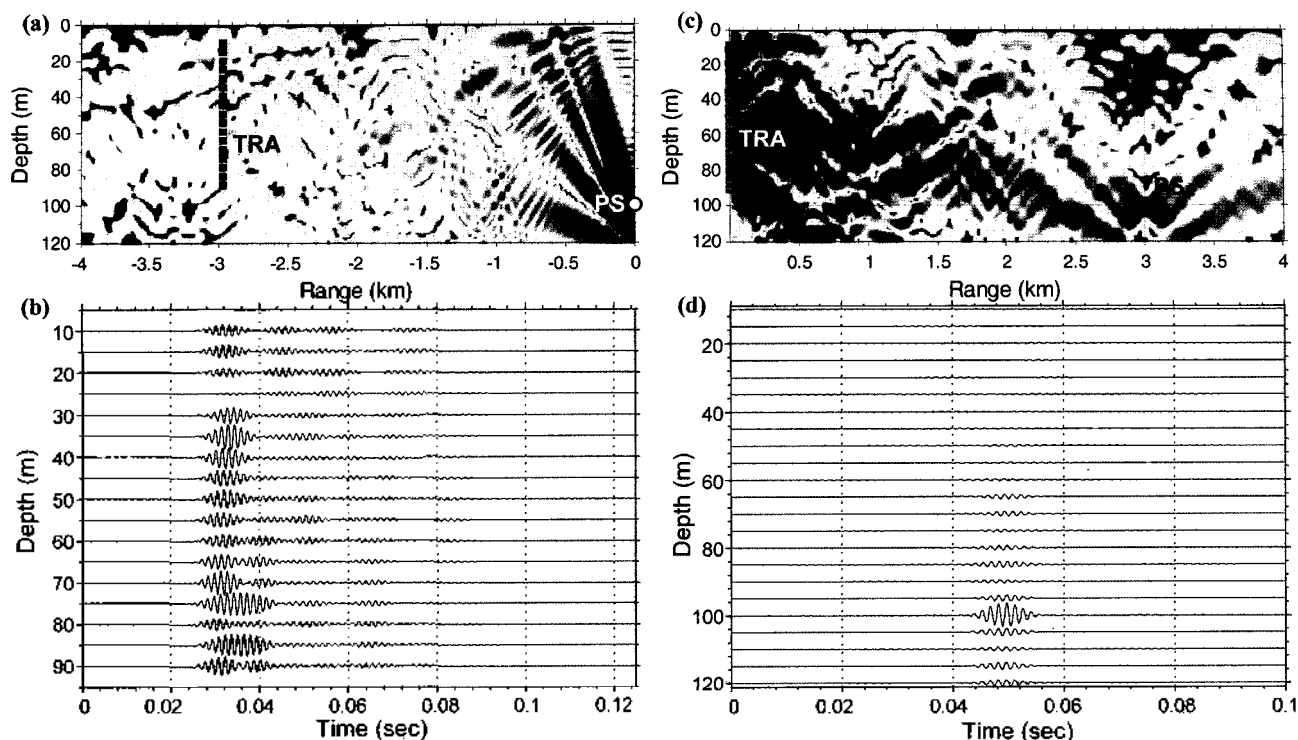 (a)
Depth (m)
0
20
40
60
80
100
120
TRA
PS
-4 -3.5 -3 -2.5 -2 -1.5 -1 -0.5 0
Range (km)
(b)
Depth (m)
10
20
30
40
50
60
70
80
90
0 0.02 0.04 0.06 0.08 0.1 0.12
Time (sec)
(c)
Depth (m)
0
20
40
60
80
100
120
TRA
PS
0.5 1 1.5 2 2.5 3 3.5 4
Range (km)
(d)
Depth (m)
20
40
60
80
100
120
0 0.02 0.04 0.06 0.08 0.1
Time (sec)